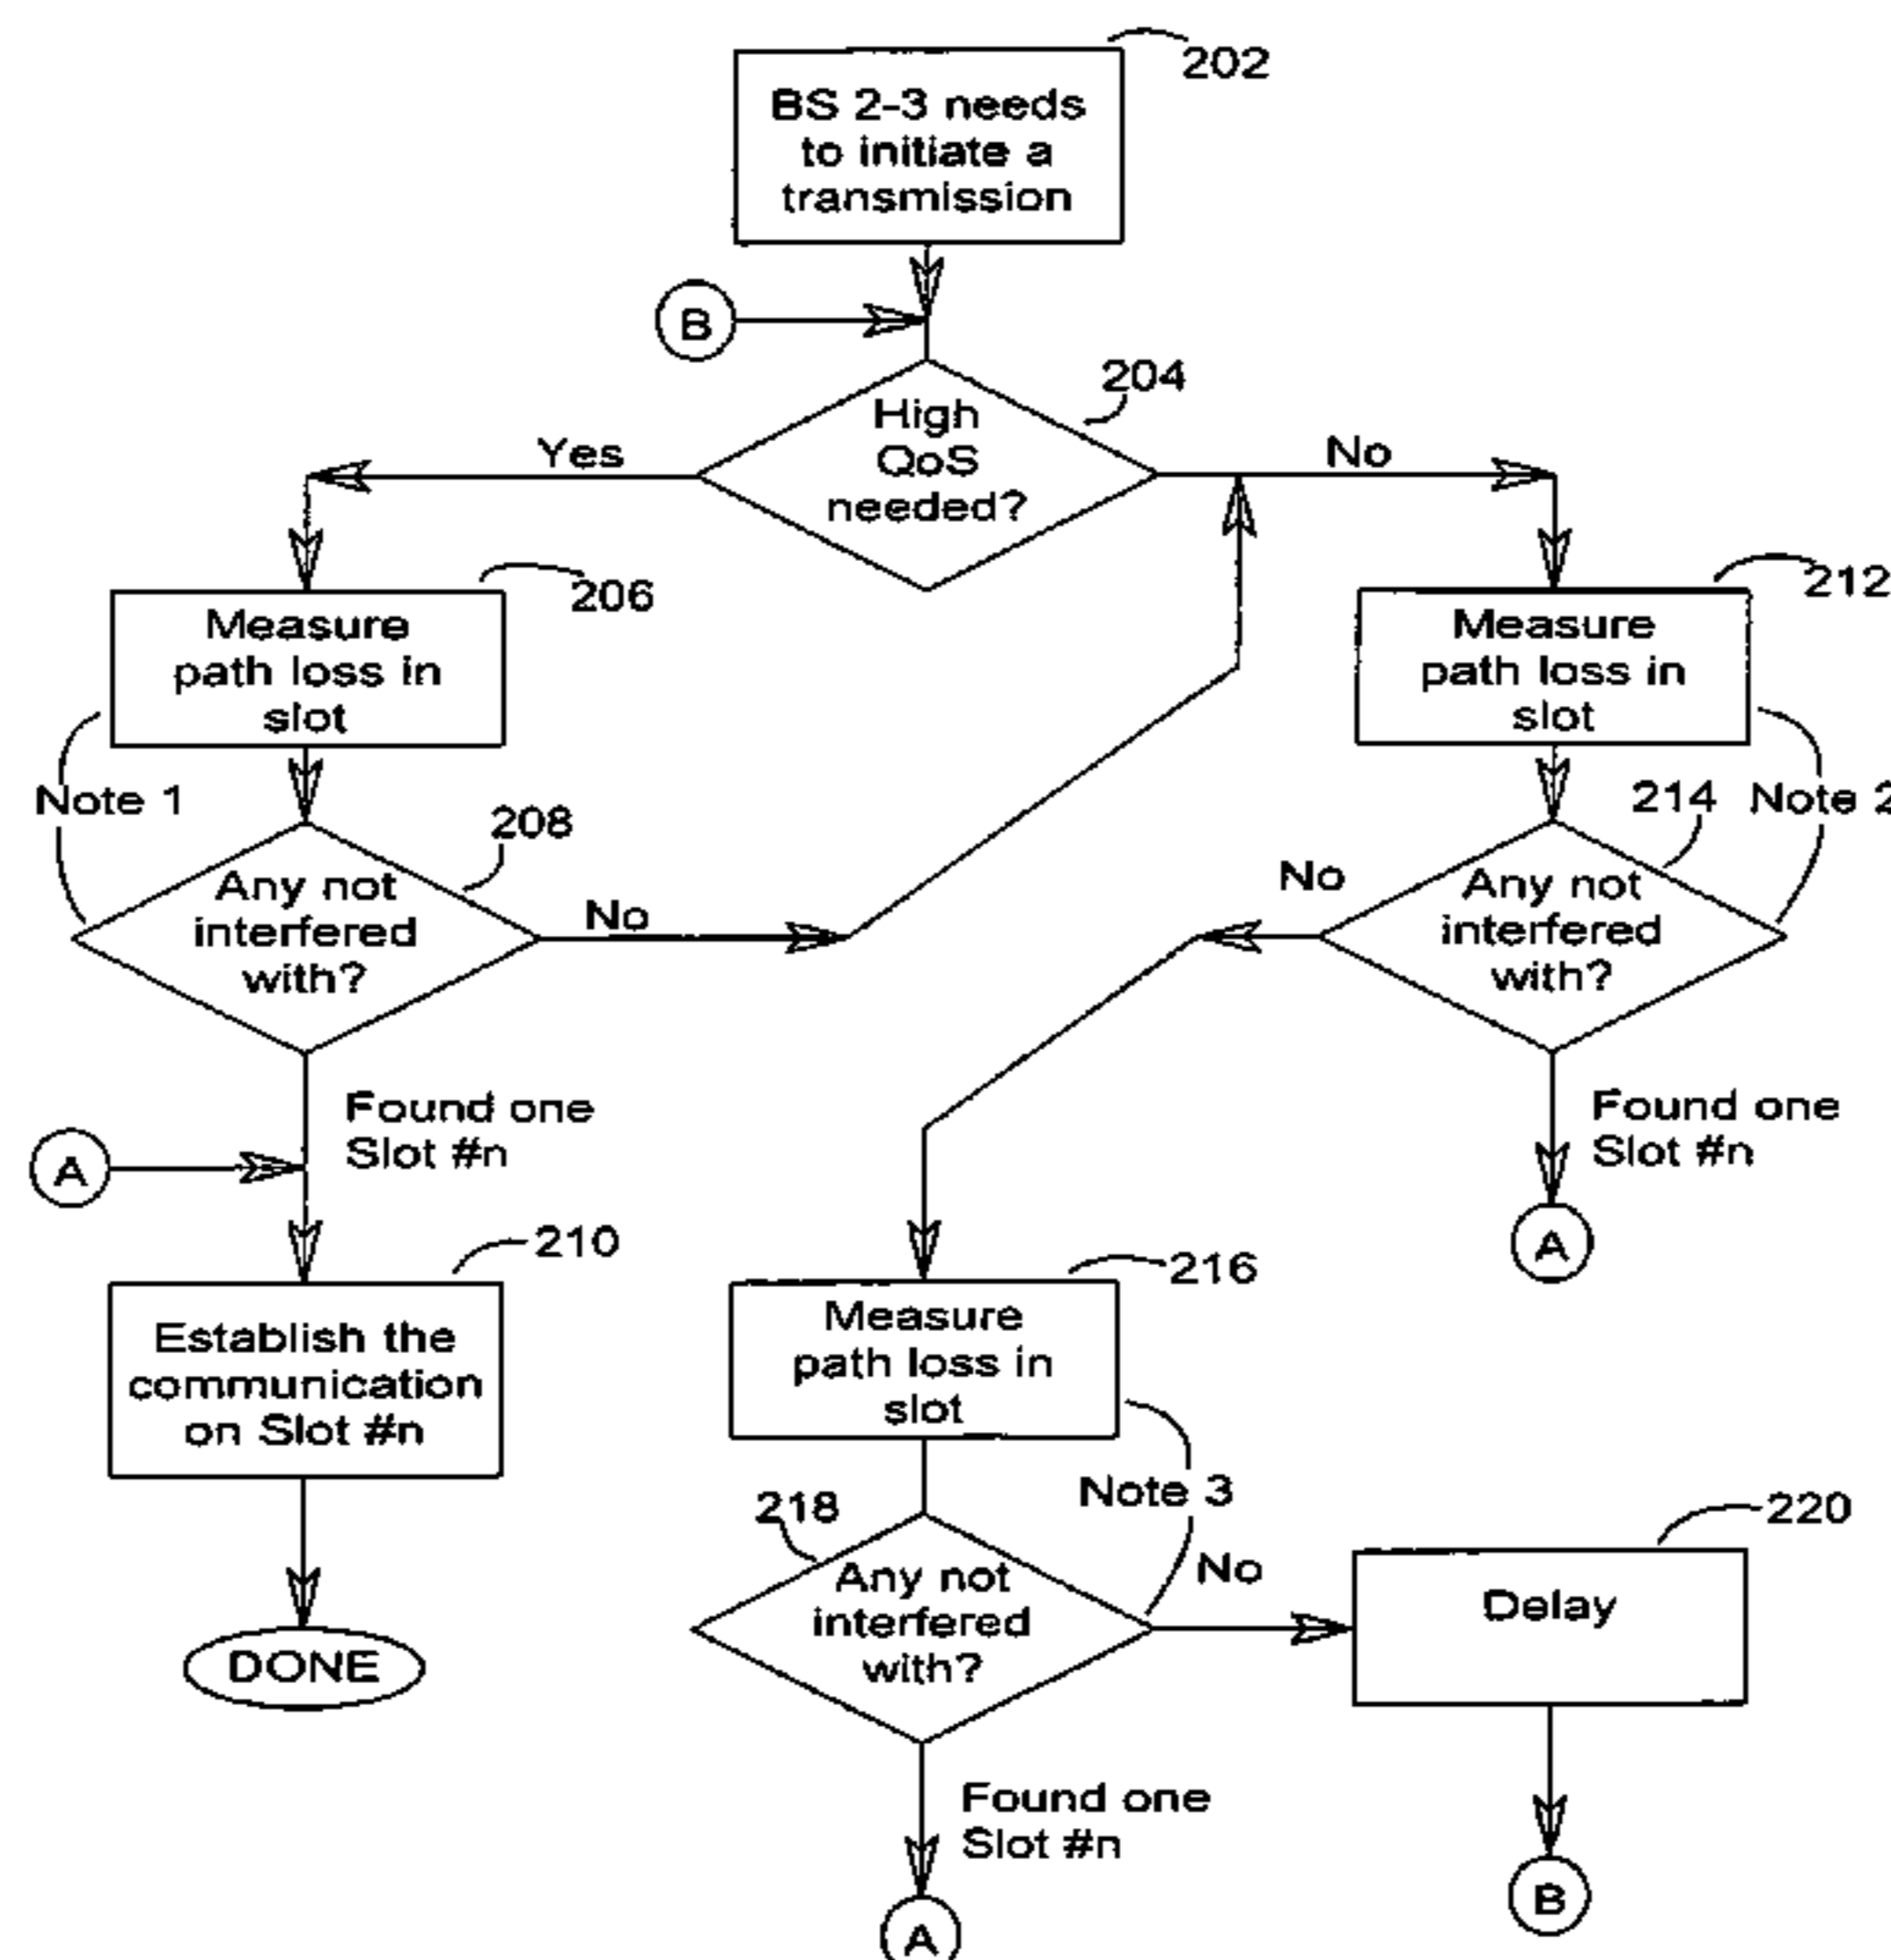 202
BS 2-3 needs
to initiate a
transmission
B
204
High
QoS
needed?
Yes
No
206
Measure
path loss in
slot
212
Measure
path loss in
slot
Note 1
208
Any not
interfered
with?
No
214
Note 2
Any not
interfered
with?
No
Found one
Slot #n
A
Found one
Slot #n
A
210
Establish the
communication
on Slot #n
DONE
216
Measure
path loss in
slot
Note 3
218
Any not
interfered
with?
No
220
Delay
Found one
Slot #n
A
B